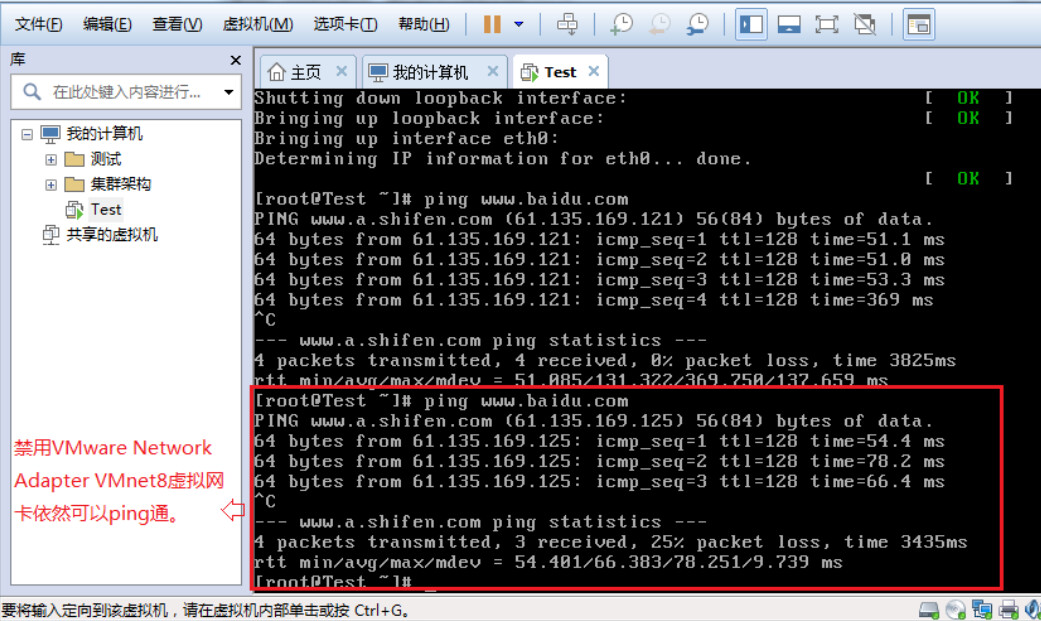 文件(F) 编辑(E) 查看(V) 虚拟机(M) 选项卡(T) 帮助(H)
库
在此处键入内容进行...
我的计算机
测试
集群架构
Test
共享的虚拟机
主页 我的计算机 Test
Shutting down loopback interface: [ OK ]
Bringing up loopback interface: [ OK ]
Bringing up interface eth0:
Determining IP information for eth0... done.
[ OK ]
[root@Test ~]# ping www.baidu.com
PING www.a.shifen.com (61.135.169.121) 56(84) bytes of data.
64 bytes from 61.135.169.121: icmp_seq=1 ttl=128 time=51.1 ms
64 bytes from 61.135.169.121: icmp_seq=2 ttl=128 time=51.0 ms
64 bytes from 61.135.169.121: icmp_seq=3 ttl=128 time=53.3 ms
64 bytes from 61.135.169.121: icmp_seq=4 ttl=128 time=369 ms
^C
--- www.a.shifen.com ping statistics ---
4 packets transmitted, 4 received, 0% packet loss, time 3825ms
rtt min/avg/max/mdev = 51.085/131.322/369.750/137.659 ms
[root@Test ~]# ping www.baidu.com
PING www.a.shifen.com (61.135.169.125) 56(84) bytes of data.
64 bytes from 61.135.169.125: icmp_seq=1 ttl=128 time=54.4 ms
64 bytes from 61.135.169.125: icmp_seq=2 ttl=128 time=78.2 ms
64 bytes from 61.135.169.125: icmp_seq=3 ttl=128 time=66.4 ms
^C
--- www.a.shifen.com ping statistics ---
4 packets transmitted, 3 received, 25% packet loss, time 3435ms
rtt min/avg/max/mdev = 54.401/66.383/78.251/9.739 ms
[root@Test ~]# _
禁用VMware Network
Adapter VMnet8虚拟网
卡依然可以ping通。
要将输入定向到该虚拟机，请在虚拟机内部单击或按 Ctrl+G。